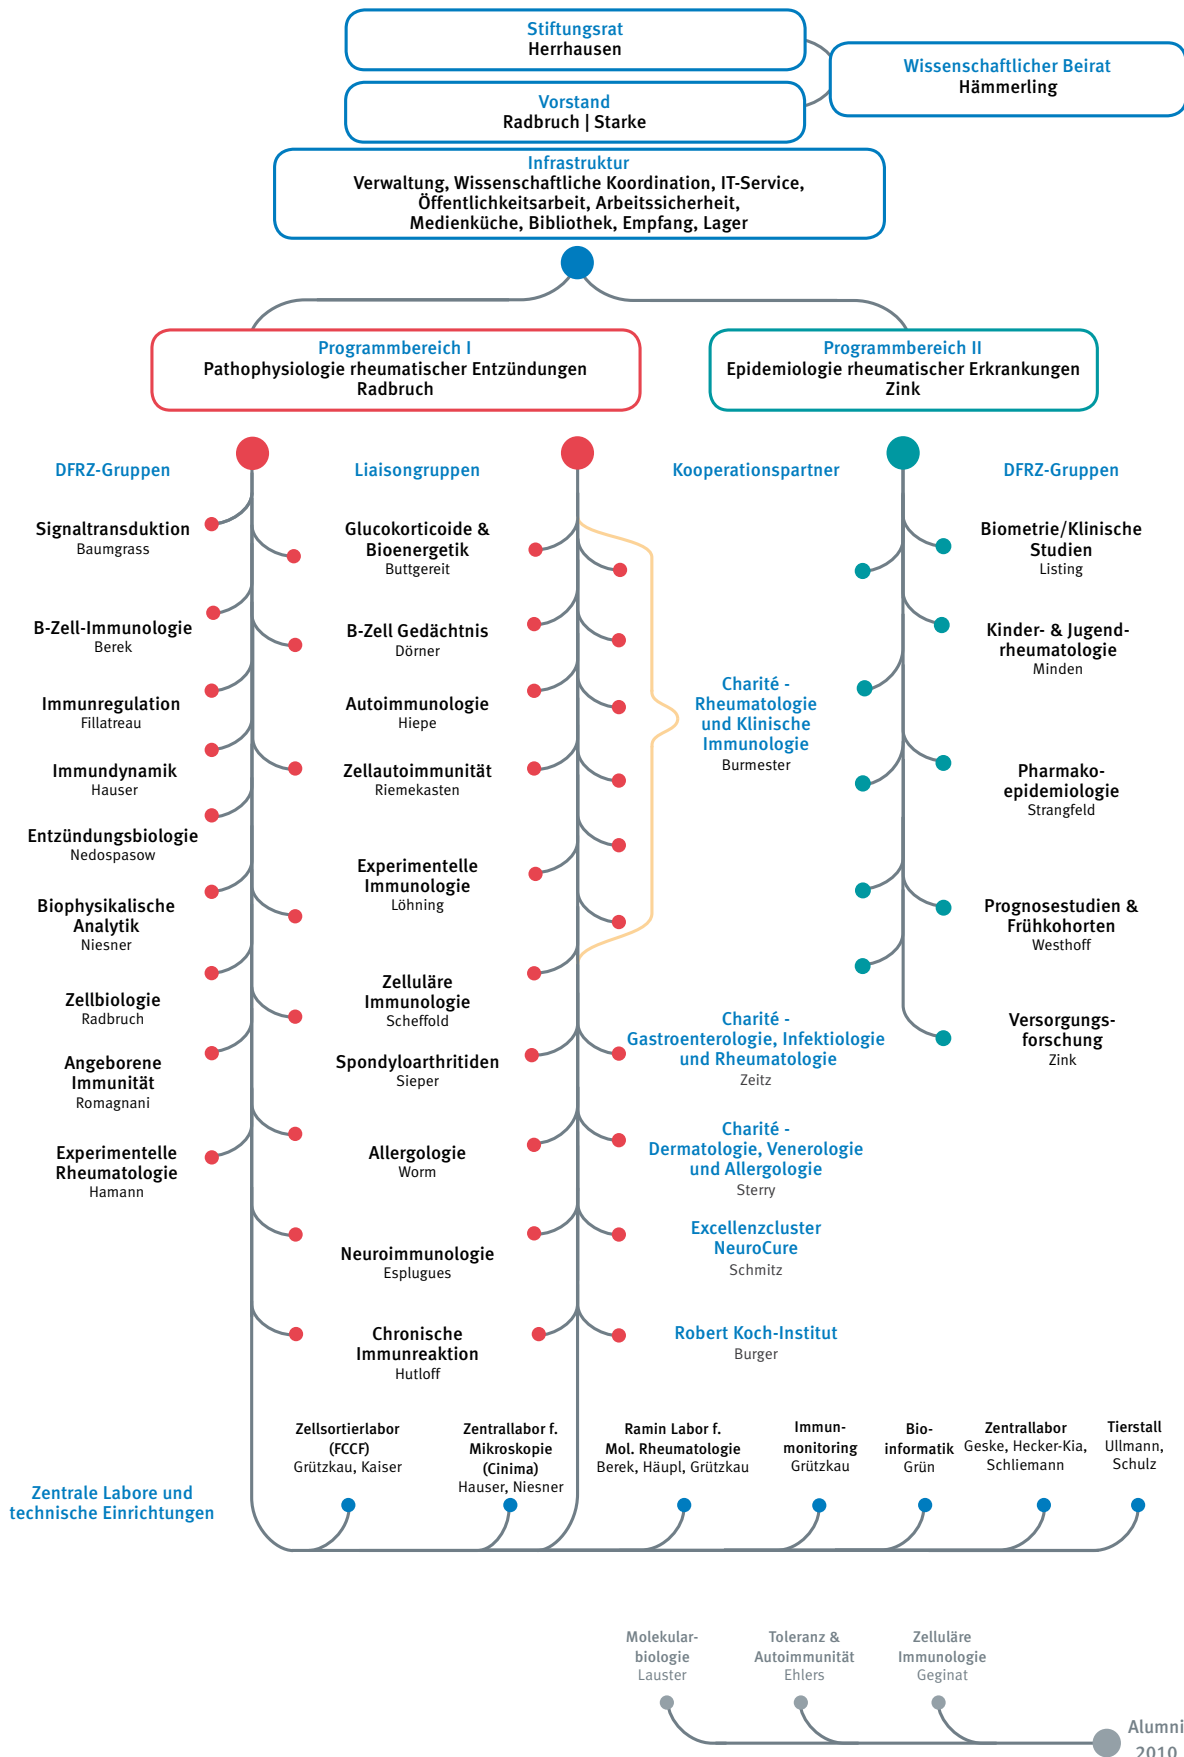 Stiftungsrat
Herrhausen
Wissenschaftlicher Beirat
Hämmerling
Vorstand
Radbruch | Starke
Infrastruktur
Verwaltung, Wissenschaftliche Koordination, IT-Service,
Öffentlichkeitsarbeit, Arbeitssicherheit,
Medienküche, Bibliothek, Empfang, Lager
Programmbereich I
Pathophysiologie rheumatischer Entzündungen
Radbruch
Programmbereich II
Epidemiologie rheumatischer Erkrankungen
Zink
DFRZ-Gruppen
Signaltransduktion
Baumgrass
B-Zell-Immunologie
Berek
Immunregulation
Fillatreau
Immundynamik
Hauser
Entzündungsbiologie
Nedospasow
Biophysikalische
Analytik
Niesner
Zellbiologie
Radbruch
Angeborene
Immunität
Romagnani
Experimentelle
Rheumatologie
Hamann
Liaisongruppen
Glucokorticoide &
Bioenergetik
Buttgereit
B-Zell Gedächtnis
Dörner
Autoimmunologie
Hiepe
Zellautoimmunität
Riemekasten
Experimentelle
Immunologie
Löhning
Zelluläre
Immunologie
Scheffold
Spondyloarthritiden
Sieper
Allergologie
Worm
Neuroimmunologie
Esplugues
Chronische
Immunreaktion
Hutloff
Kooperationspartner
Charité -
Rheumatologie
und Klinische
Immunologie
Burmester
Charité -
Gastroenterologie, Infektiologie
und Rheumatologie
Zeitz
Charité -
Dermatologie, Venerologie
und Allergologie
Sterry
Excellenzcluster
NeuroCure
Schmitz
Robert Koch-Institut
Burger
DFRZ-Gruppen
Biometrie/Klinische
Studien
Listing
Kinder- & Jugend-
rheumatologie
Minden
Pharmako-
epidemiologie
Strangfeld
Prognosestudien &
Frühkohorten
Westhoff
Versorgungs-
forschung
Zink
Zentrale Labore und
technische Einrichtungen
Zellsortierlabor
(FCCF)
Grützkau, Kaiser
Zentrallabor f.
Mikroskopie
(Cinima)
Hauser, Niesner
Ramin Labor f.
Mol. Rheumatologie
Berek, Häupl, Grützkau
Immun-
monitoring
Grützkau
Bio-
informatik
Grün
Zentrallabor
Geske, Hecker-Kia,
Schliemann
Tierstall
Ullmann,
Schulz
Molekular-
biologie
Lauster
Toleranz &
Autoimmunität
Ehlers
Zelluläre
Immunologie
Geginat
Alumni
2010